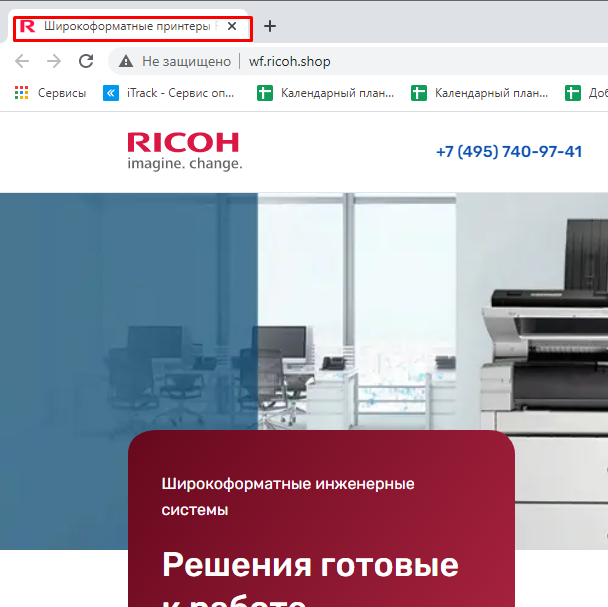 Широкоформатные принтеры
Не защищено wf.ricoh.shop
Сервисы iTrack - Сервис оп... Календарный план... Календарный план... Доб
RICOH
imagine. change.
+7 (495) 740-97-41
Широкоформатные инженерные
системы
Решения готовые
к работе